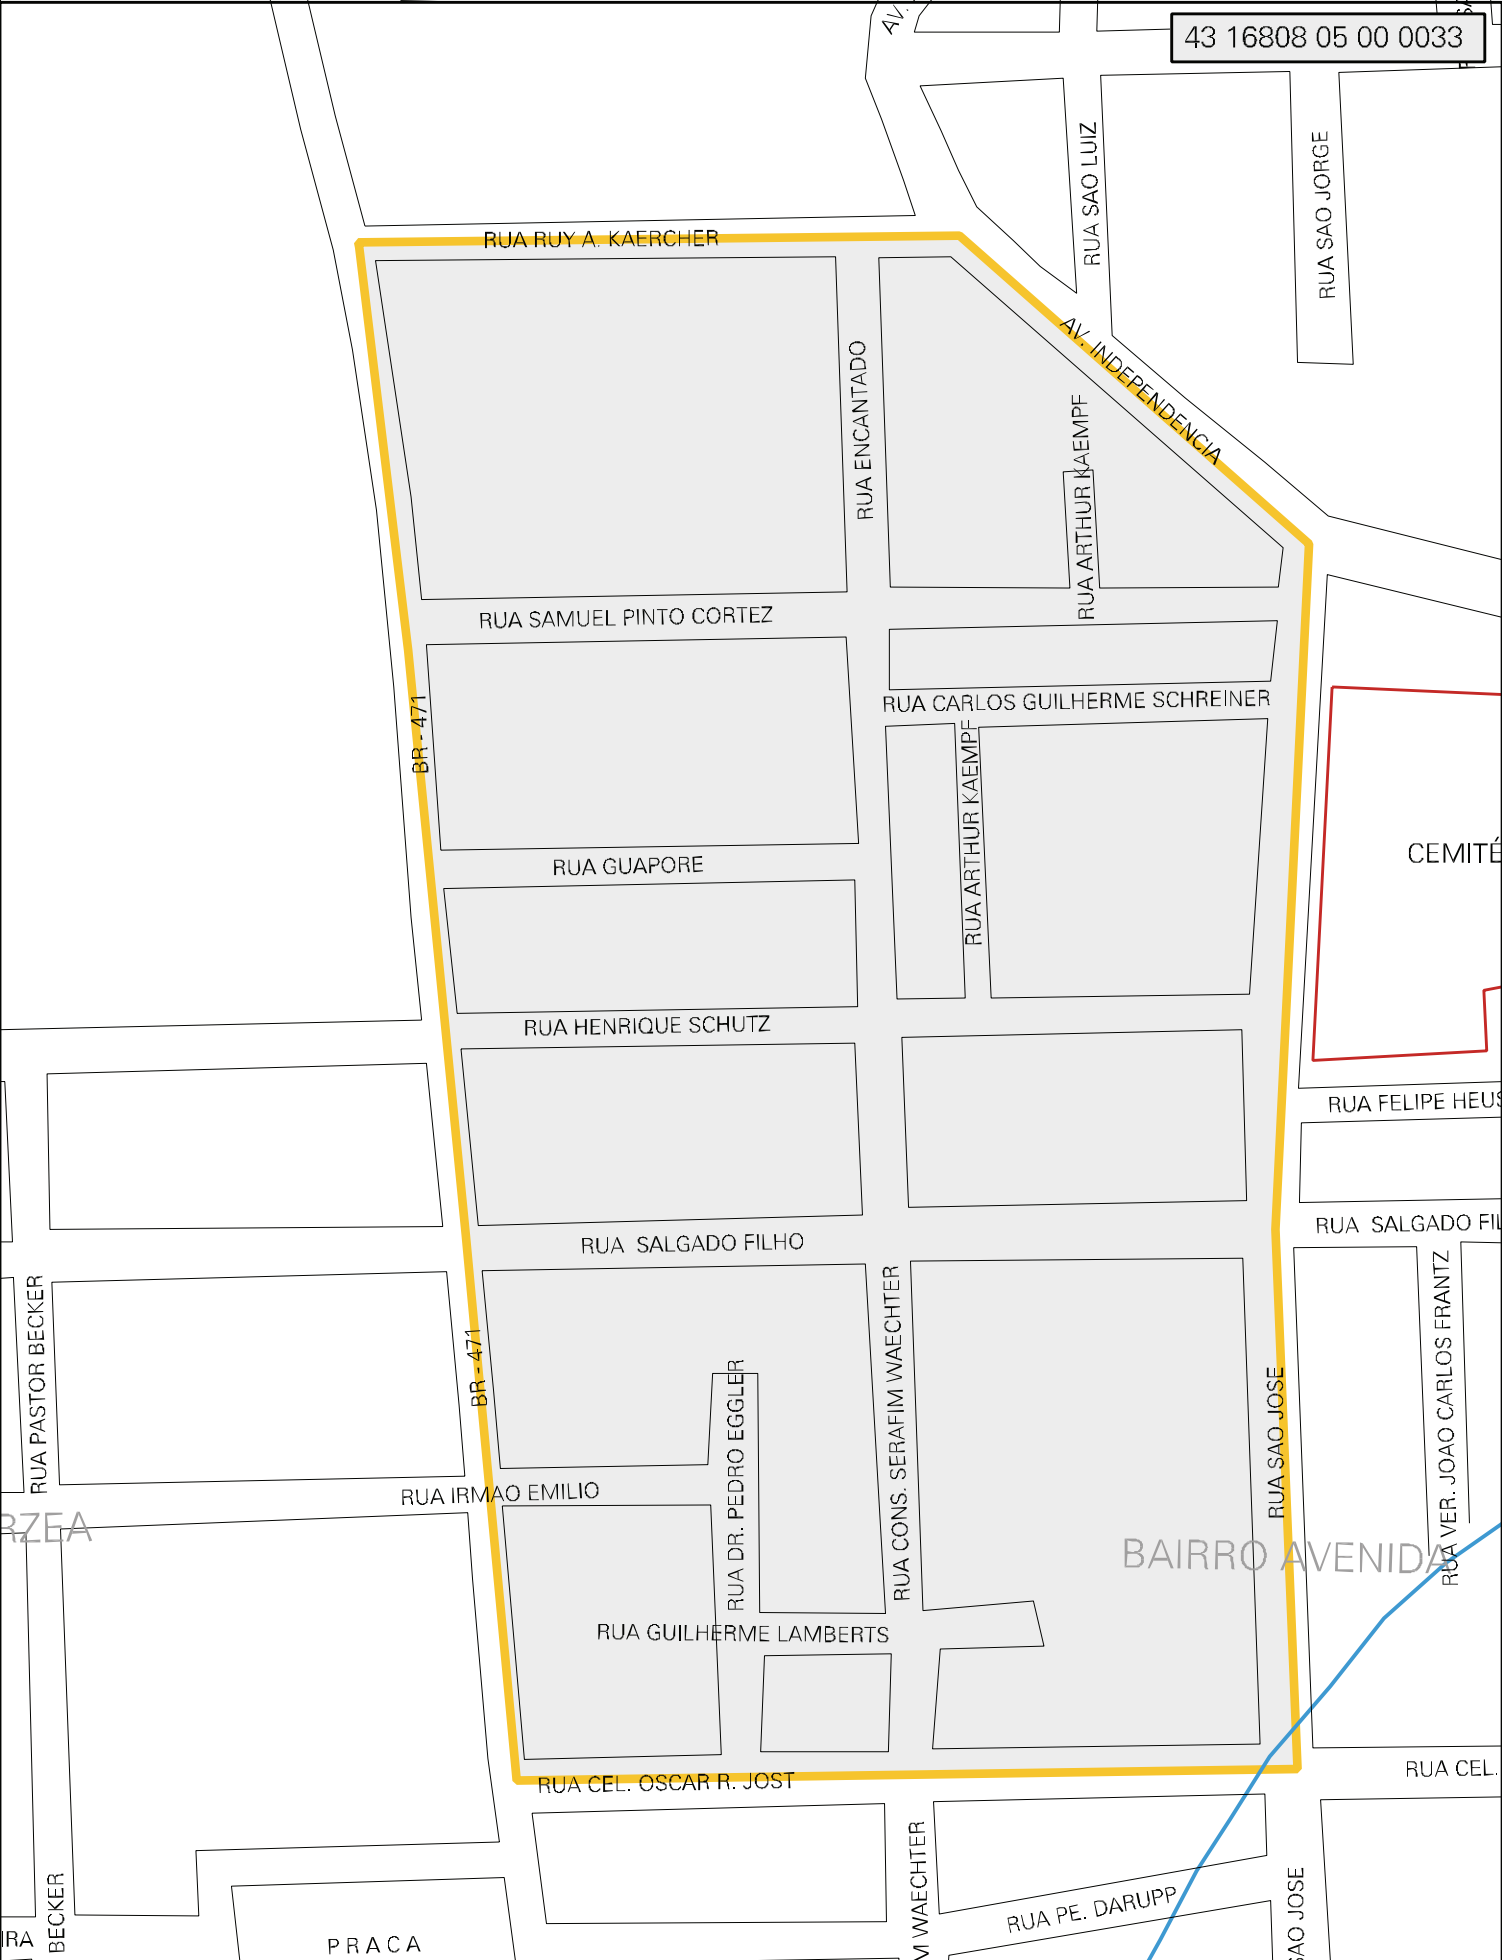 AV.
43 16808 05 00 0033
RUA SAO LUIZ
RUA SAO JORGE
RUA RUY A. KAERCHER
AV. INDEPENDENCIA
RUA ENCANTADO
RUA ARTHUR KAEMPF
RUA SAMUEL PINTO CORTEZ
RUA CARLOS GUILHERME SCHREINER
BR - 471
RUA ARTHUR KAEMPF
CEMITÉ
RUA GUAPORE
RUA HENRIQUE SCHUTZ
RUA FELIPE HEUS
RUA SALGADO FILHO
RUA SALGADO FIL
RUA PASTOR BECKER
BR - 471
RUA DR. PEDRO EGGLER
RUA CONS. SERAFIM WAECHTER
RUA SAO JOSE
RUA VER. JOAO CARLOS FRANTZ
RUA IRMAO EMILIO
RZEA
BAIRRO AVENIDA
RUA GUILHERME LAMBERTS
RUA CEL. OSCAR R. JOST
RUA CEL.
BECKER
M WAECHTER
RUA PE. DARUPP
SAO JOSE
IRA
PRACA